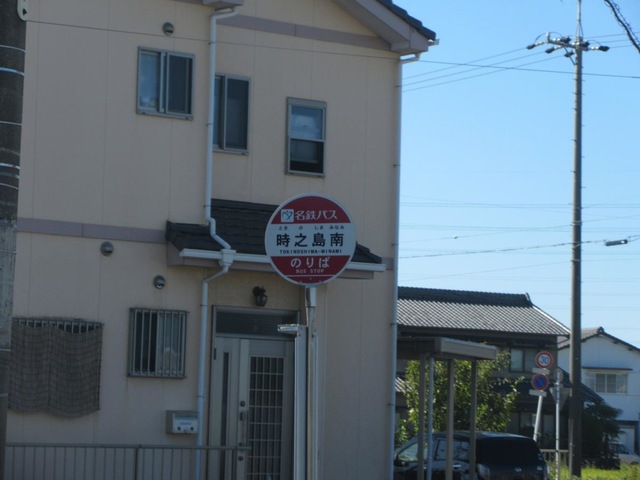 名鉄バス
とき の しま みなみ
時之島南
TOKINOSHIMA-MINAMI
のりば
BUS STOP